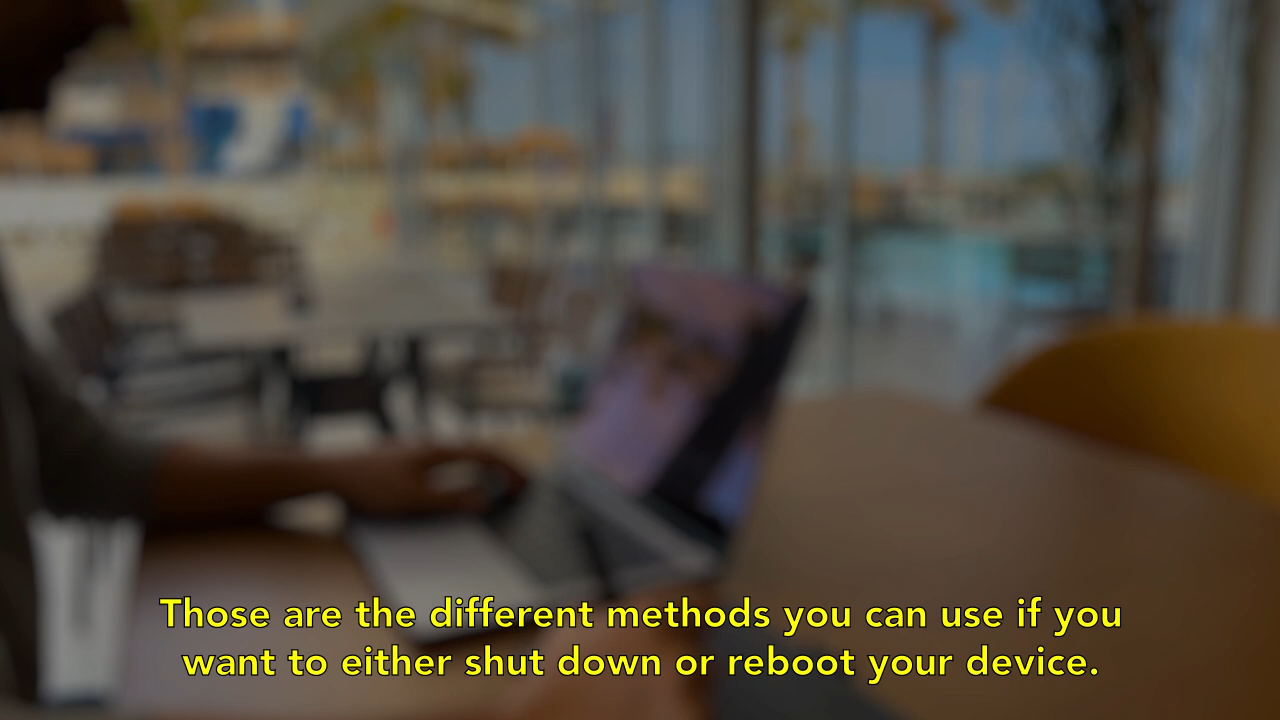 Those are the different methods you can use if you
want to either shut down or reboot your device.